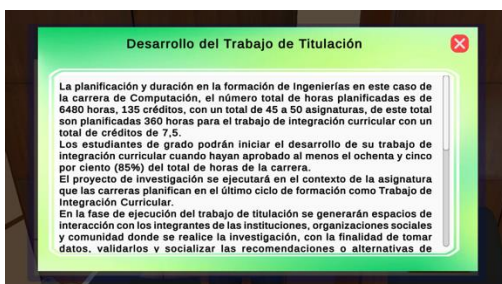 Desarrollo del Trabajo de Titulación
La planificación y duración en la formación de Ingenierías en este caso de
la carrera de Computación, el número total de horas planificadas es de
6480 horas, 135 créditos, con un total de 45 a 50 asignaturas, de este total
son planificadas 360 horas para el trabajo de integración curricular con un
total de créditos de 7,5.
Los estudiantes de grado podrán iniciar el desarrollo de su trabajo de
integración curricular cuando hayan aprobado al menos el ochenta y cinco
por ciento (85%) del total de horas de la carrera.
El proyecto de investigación se ejecutará en el contexto de la asignatura
que las carreras planifican en el último ciclo de formación como Trabajo de
Integración Curricular.
En la fase de ejecución del trabajo de titulación se generarán espacios de
interacción con los integrantes de las instituciones, organizaciones sociales
y comunidad donde se realice la investigación, con la finalidad de tomar
datos, validarlos y socializar las recomendaciones o alternativas de